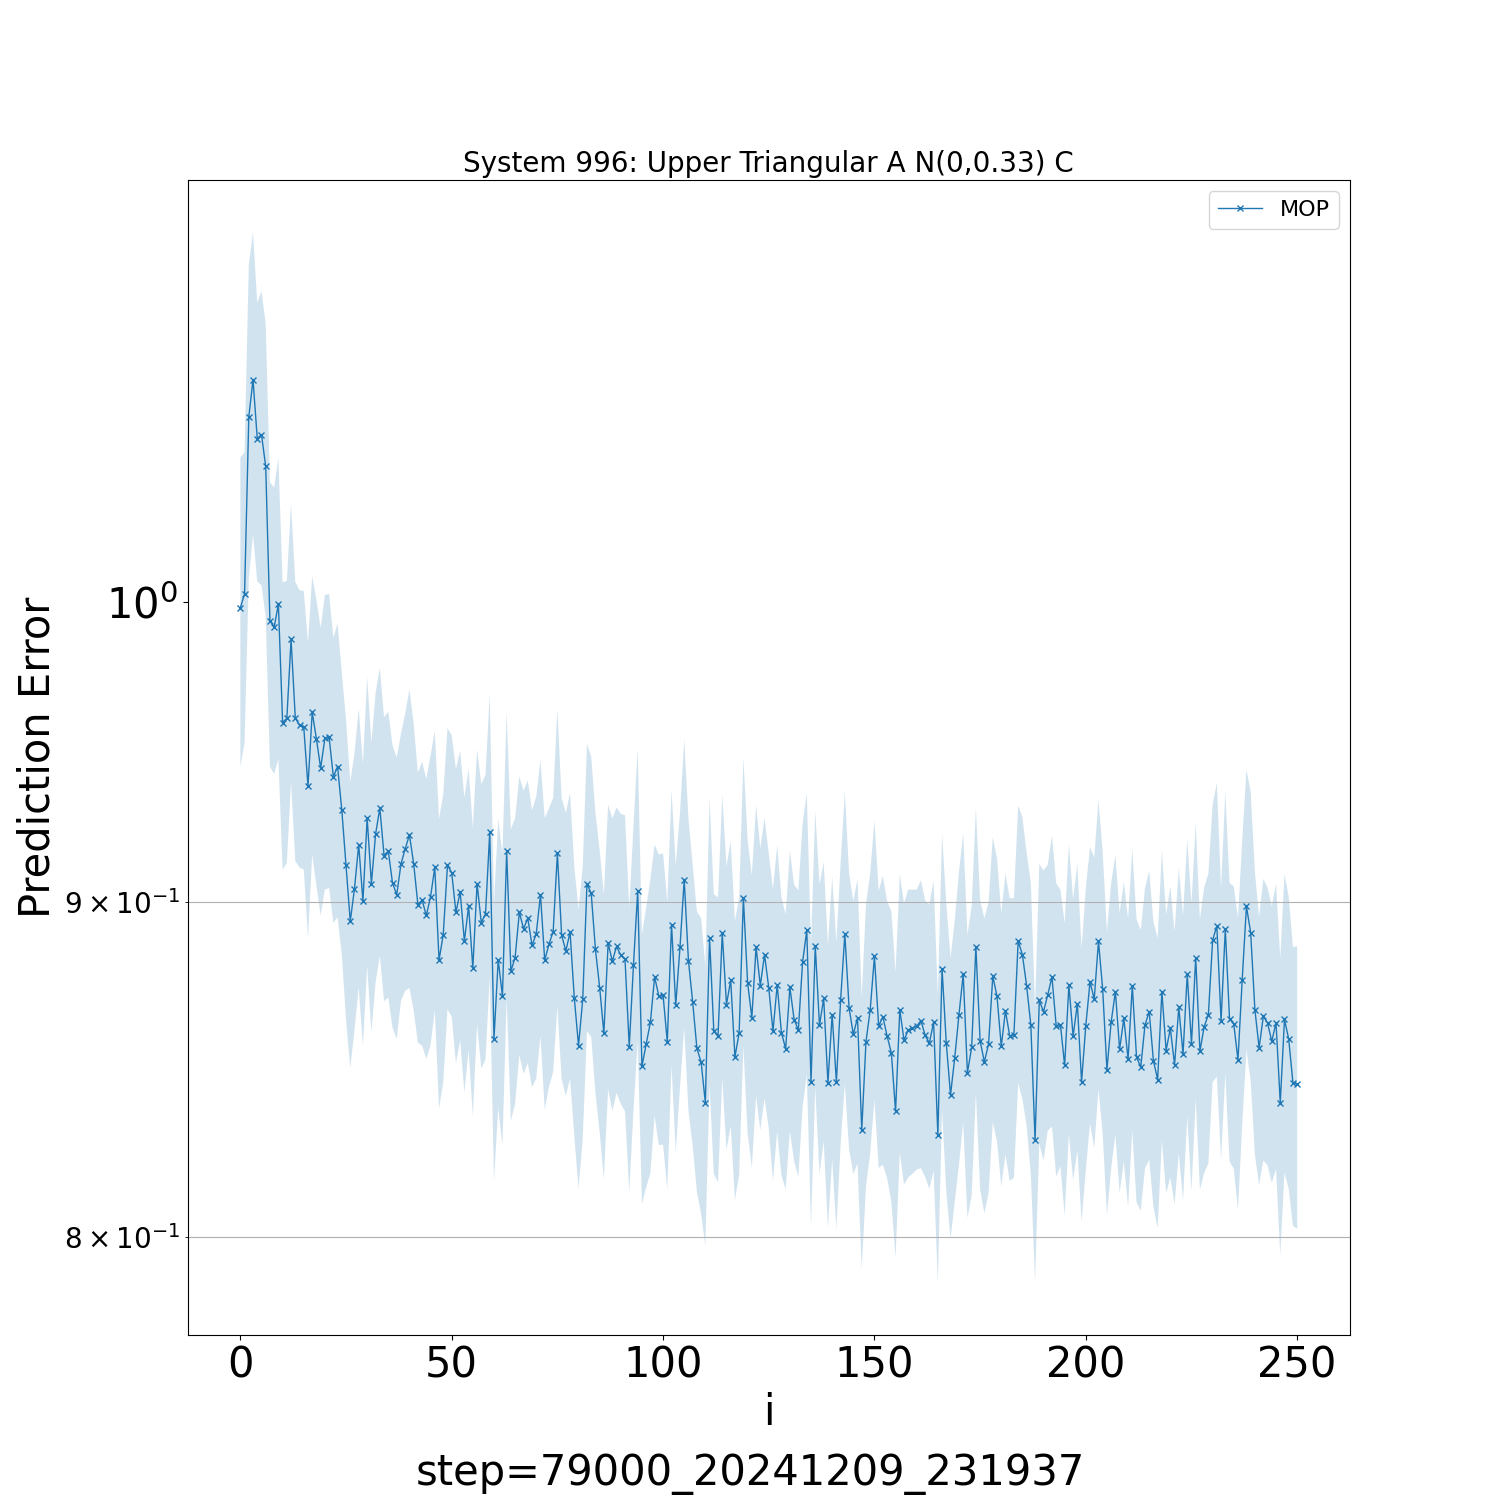 System 996: Upper Triangular A N(0,0.33) C
MOP
Prediction Error
10⁰
9 × 10⁻¹
8 × 10⁻¹
0 50 100 150 200 250
i
step=79000_20241209_231937